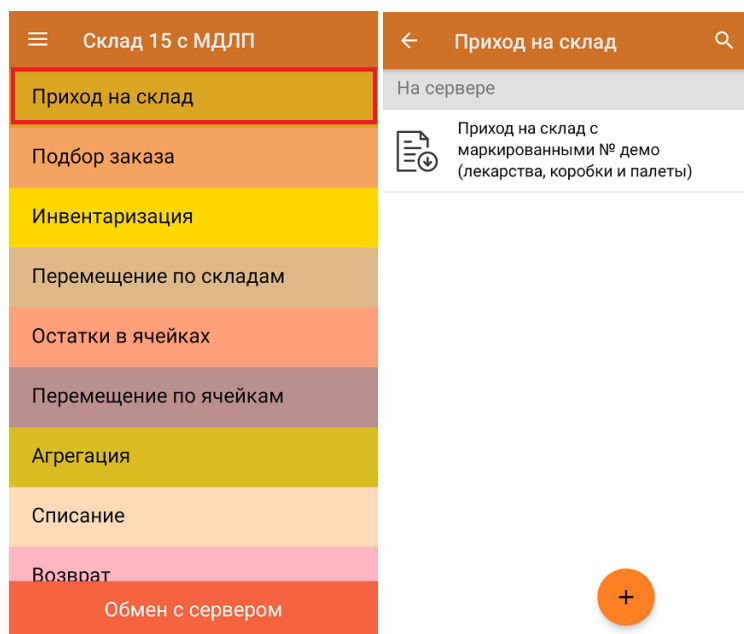 Склад 15 с МДЛП
Приход на склад
Подбор заказа
Инвентаризация
Перемещение по складам
Остатки в ячейках
Перемещение по ячейкам
Агрегация
Списание
Возврат
Обмен с сервером
Приход на склад
На сервере
Приход на склад с
маркированными № демо
(лекарства, коробки и палеты)
+